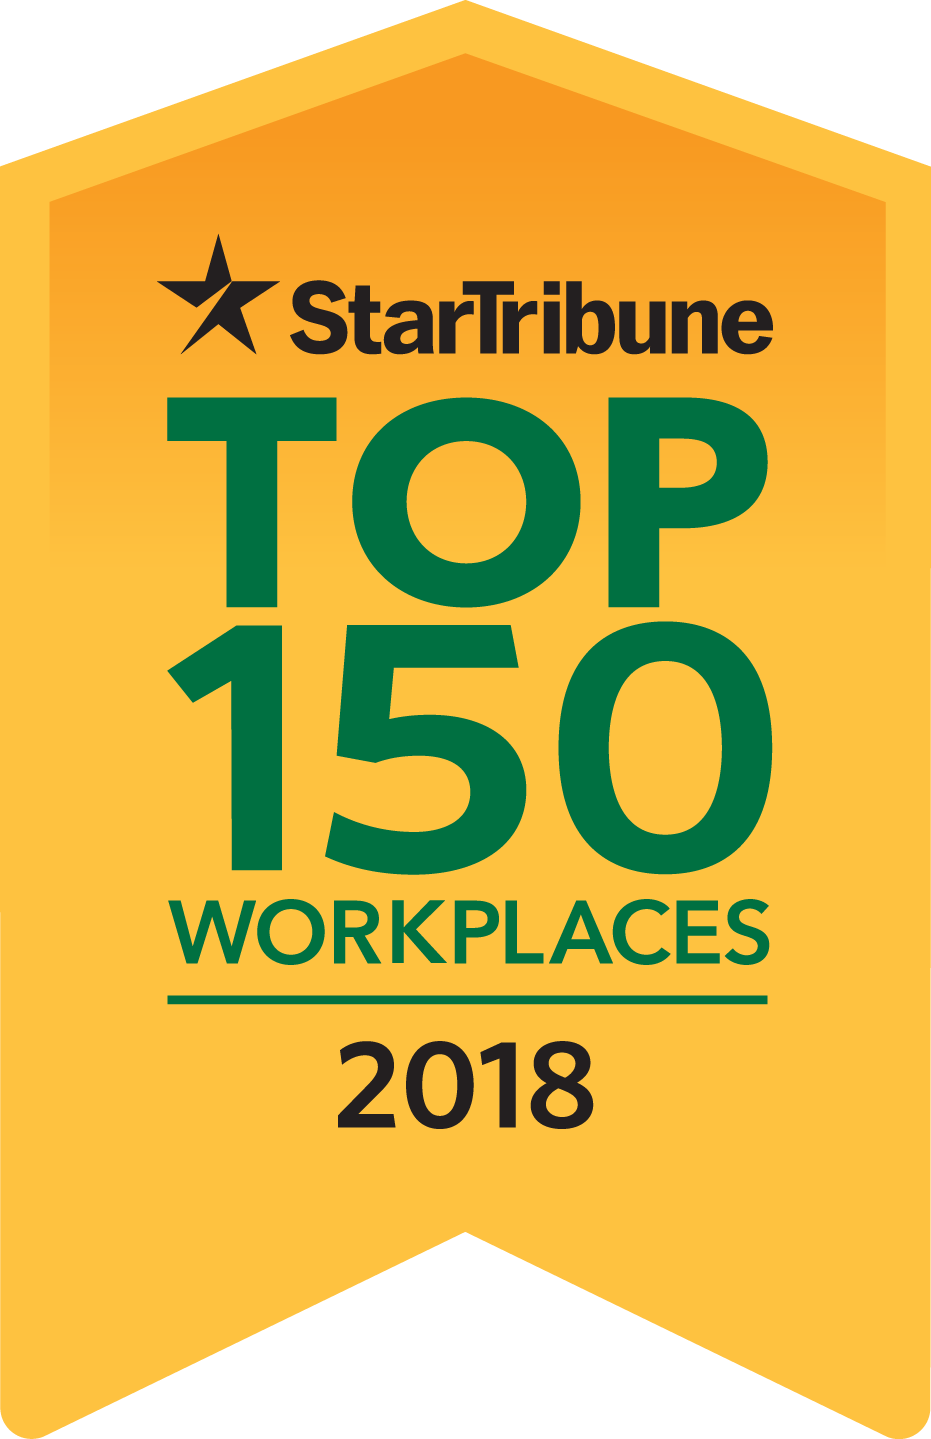 StarTribune
TOP
150
WORKPLACES
2018